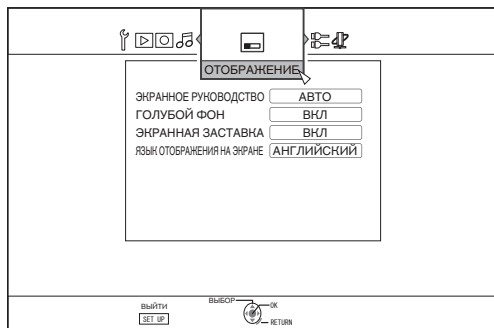 ОТОБРАЖЕНИЕ
ЭКРАННОЕ РУКОВОДСТВО АВТО
ГОЛУБОЙ ФОН ВКЛ
ЭКРАННАЯ ЗАСТАВКА ВКЛ
ЯЗЫК ОТОБРАЖЕНИЯ НА ЭКРАНЕ АНГЛИЙСКИЙ
ВЫЙТИ ВЫБОР OK
SET UP RETURN